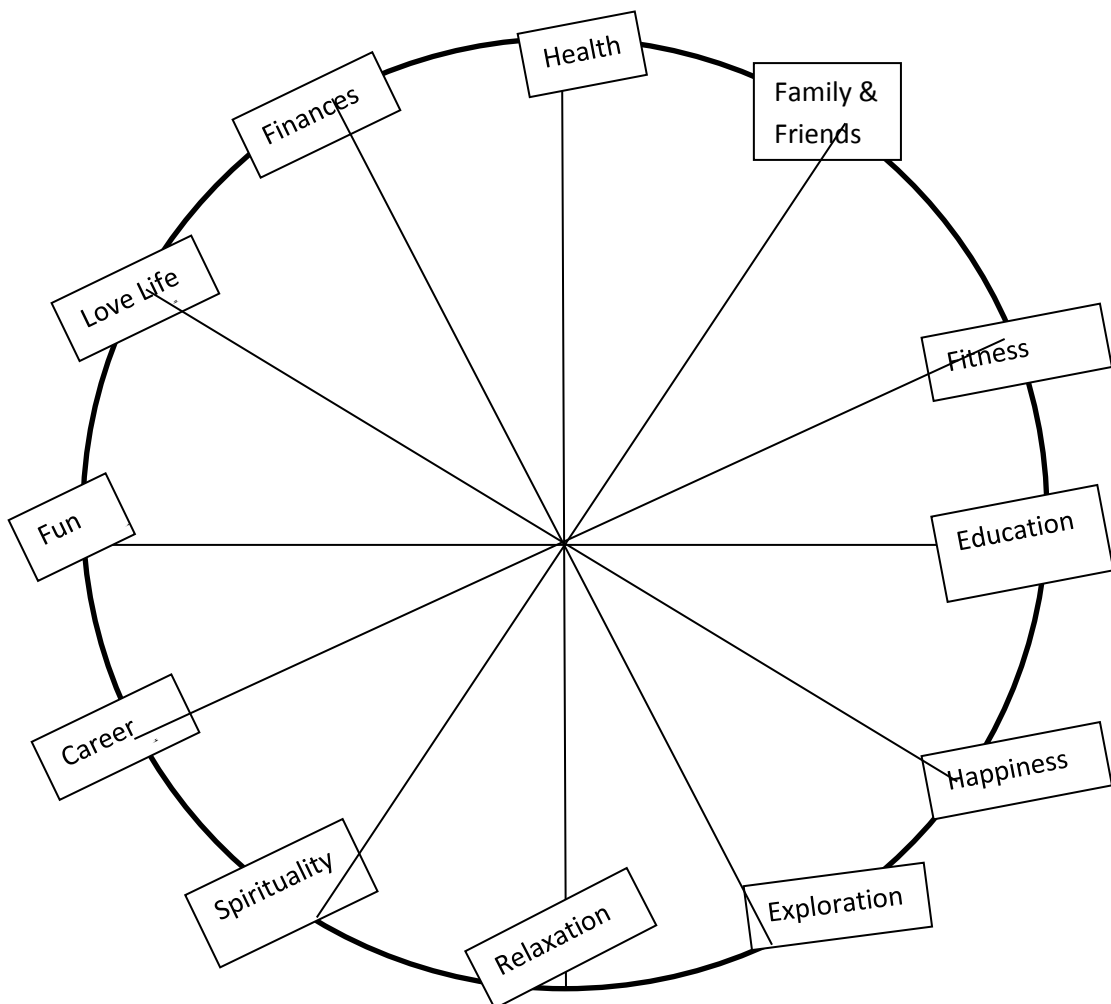 Health
Family &
Friends
Fitness
Education
Happiness
Exploration
Relaxation
Spirituality
Career
Fun
Love Life
Finances